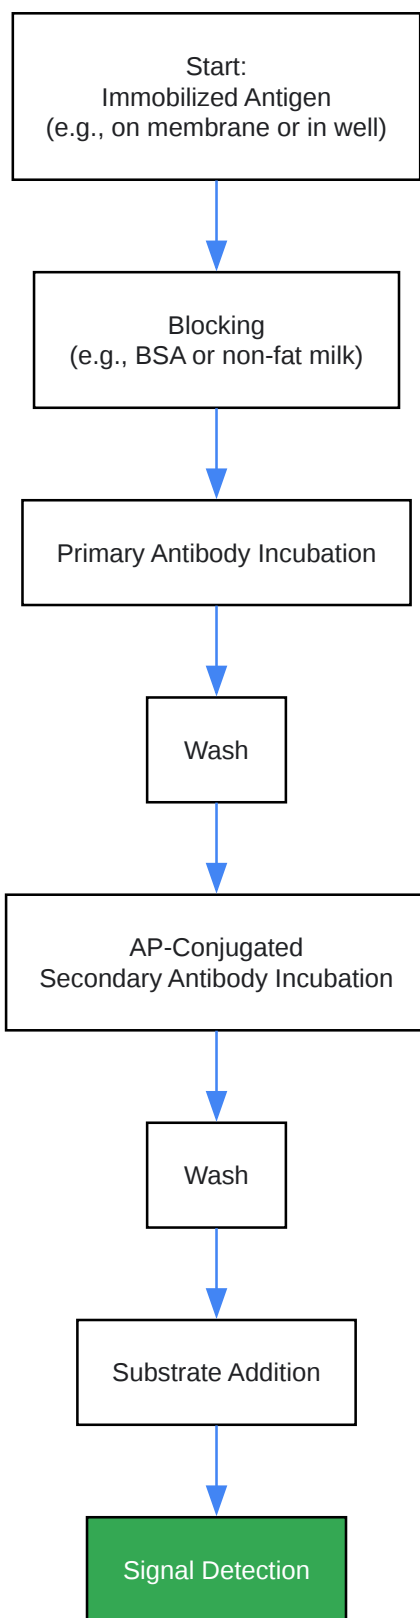 Start:
Immobilized Antigen
(e.g., on membrane or in well)
Blocking
(e.g., BSA or non-fat milk)
Primary Antibody Incubation
Wash
AP-Conjugated
Secondary Antibody Incubation
Wash
Substrate Addition
Signal Detection